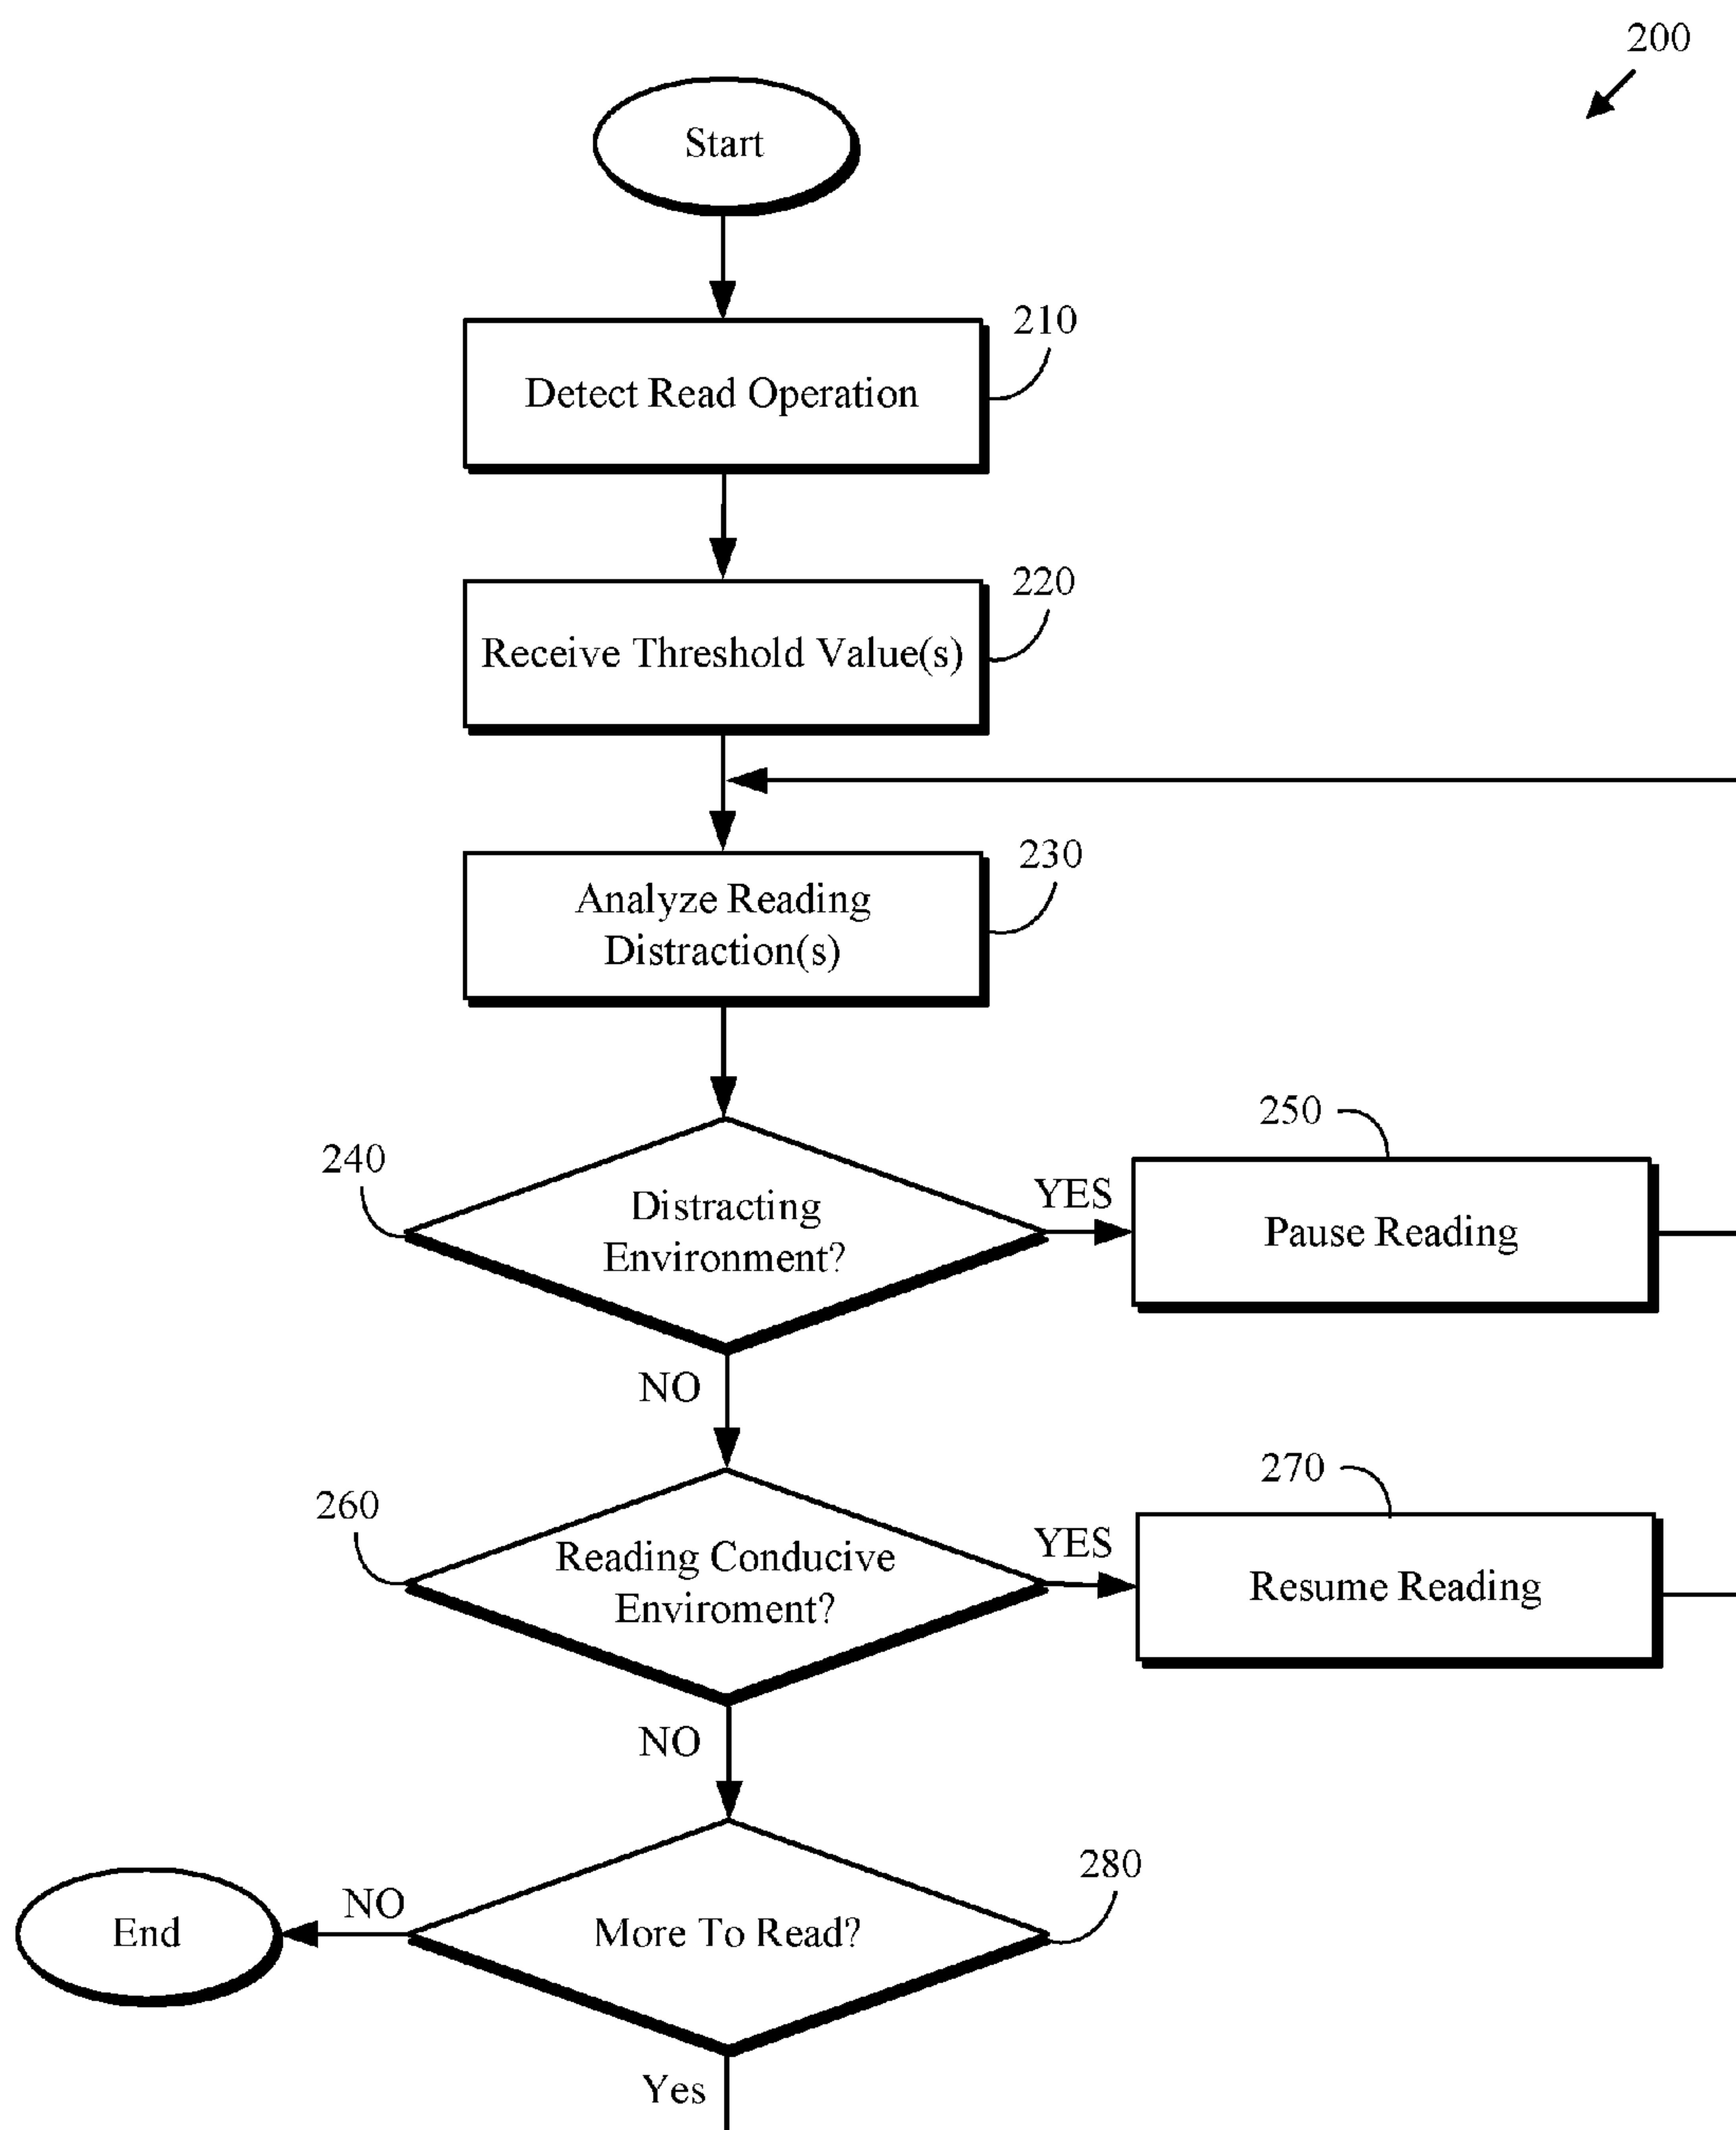 200
Start
210
Detect Read Operation
220
Receive Threshold Value(s)
230
Analyze Reading
Distraction(s)
240
Distracting
Environment?
YES
250
Pause Reading
NO
260
Reading Conducive
Enviroment?
YES
270
Resume Reading
NO
280
More To Read?
NO
End
Yes